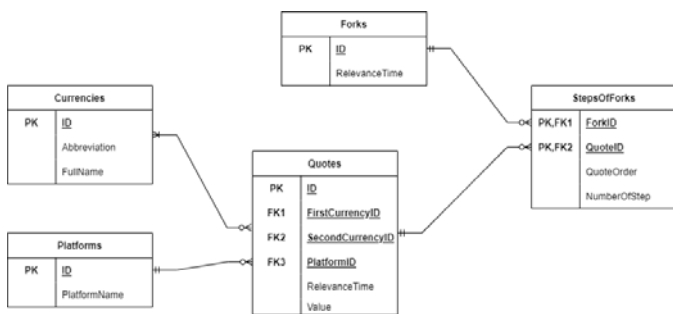 Forks
PK ID
RelevanceTime
Currencies
PK ID
Abbreviation
FullName
StepsOfForks
PK,FK1 ForkID
PK,FK2 QuoteID
QuoteOrder
NumberOfStep
Quotes
PK ID
FK1 FirstCurrencyID
FK2 SecondCurrencyID
FK3 PlatformID
RelevanceTime
Value
Platforms
PK ID
PlatformName